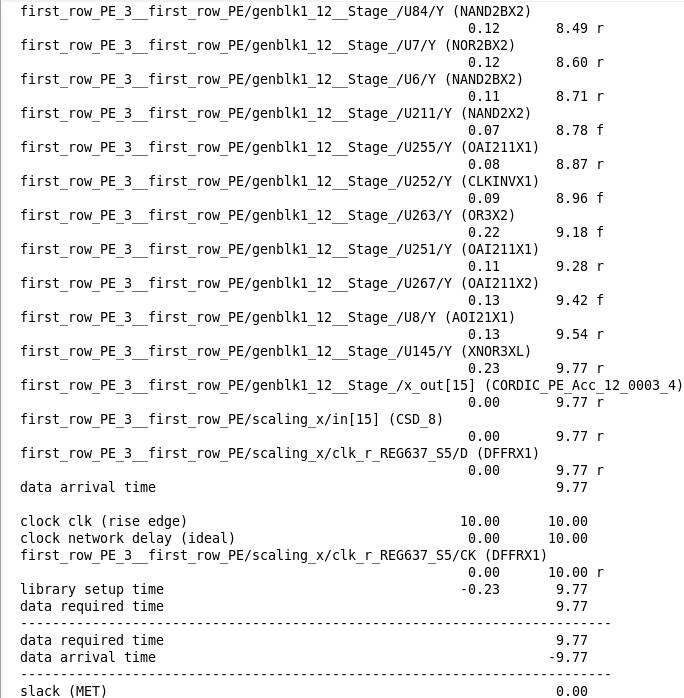 first_row_PE_3__first_row_PE/genblk1_12__Stage_/U84/Y (NAND2BX2)
0.12 8.49 r
first_row_PE_3__first_row_PE/genblk1_12__Stage_/U7/Y (NOR2BX2)
0.12 8.60 r
first_row_PE_3__first_row_PE/genblk1_12__Stage_/U6/Y (NAND2BX2)
0.11 8.71 r
first_row_PE_3__first_row_PE/genblk1_12__Stage_/U211/Y (NAND2X2)
0.07 8.78 f
first_row_PE_3__first_row_PE/genblk1_12__Stage_/U255/Y (OAI211X1)
0.08 8.87 r
first_row_PE_3__first_row_PE/genblk1_12__Stage_/U252/Y (CLKINVX1)
0.09 8.96 f
first_row_PE_3__first_row_PE/genblk1_12__Stage_/U263/Y (OR3X2)
0.22 9.18 f
first_row_PE_3__first_row_PE/genblk1_12__Stage_/U251/Y (OAI211X1)
0.11 9.28 r
first_row_PE_3__first_row_PE/genblk1_12__Stage_/U267/Y (OAI211X2)
0.13 9.42 f
first_row_PE_3__first_row_PE/genblk1_12__Stage_/U8/Y (AOI21X1)
0.13 9.54 r
first_row_PE_3__first_row_PE/genblk1_12__Stage_/U145/Y (XNOR3XL)
0.23 9.77 r
first_row_PE_3__first_row_PE/genblk1_12__Stage_/x_out[15] (CORDIC_PE_Acc_12_0003_4)
0.00 9.77 r
first_row_PE_3__first_row_PE/scaling_x/in[15] (CSD_8)
0.00 9.77 r
first_row_PE_3__first_row_PE/scaling_x/clk_r_REG637_S5/D (DFFRX1)
0.00 9.77 r
data arrival time 9.77
clock clk (rise edge) 10.00 10.00
clock network delay (ideal) 0.00 10.00
first_row_PE_3__first_row_PE/scaling_x/clk_r_REG637_S5/CK (DFFRX1)
0.00 10.00 r
library setup time -0.23 9.77
data required time 9.77
--------------------------------------------------------------------------
data required time 9.77
data arrival time -9.77
--------------------------------------------------------------------------
slack (MET) 0.00